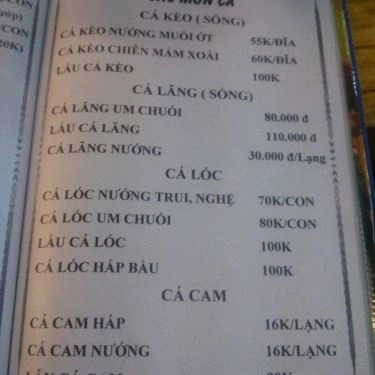 MÓN CÁ
CÁ KÈO ( SỐNG)
CÁ KÈO NƯỚNG MUỐI ỚT 55K/ĐĨA
CÁ KÈO CHIÊN MẮM XOÀI 60K/ĐĨA
LẨU CÁ KÈO 100K
CÁ LĂNG ( SỐNG)
CÁ LĂNG UM CHUỐI 80.000 đ
LẨU CÁ LĂNG 110.000 đ
CÁ LĂNG NƯỚNG 30.000 đ/Lạng
CÁ LÓC
CÁ LÓC NƯỚNG TRUI, NGHỆ 70K/CON
CÁ LÓC UM CHUỐI 80K/CON
LẨU CÁ LÓC 100K
CÁ LÓC HẤP BẦU 100K
CÁ CAM
CÁ CAM HẤP 16K/LẠNG
CÁ CAM NƯỚNG 16K/LẠNG